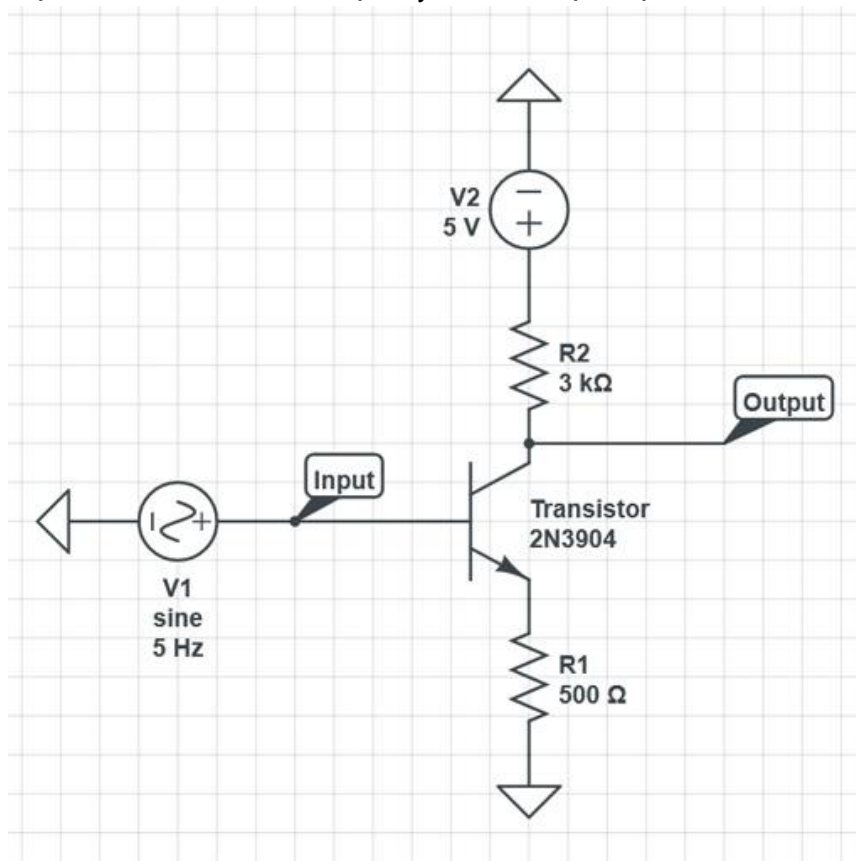 V2
5 V
R2
3 kΩ
Output
Input
Transistor
2N3904
V1
sine
5 Hz
R1
500 Ω